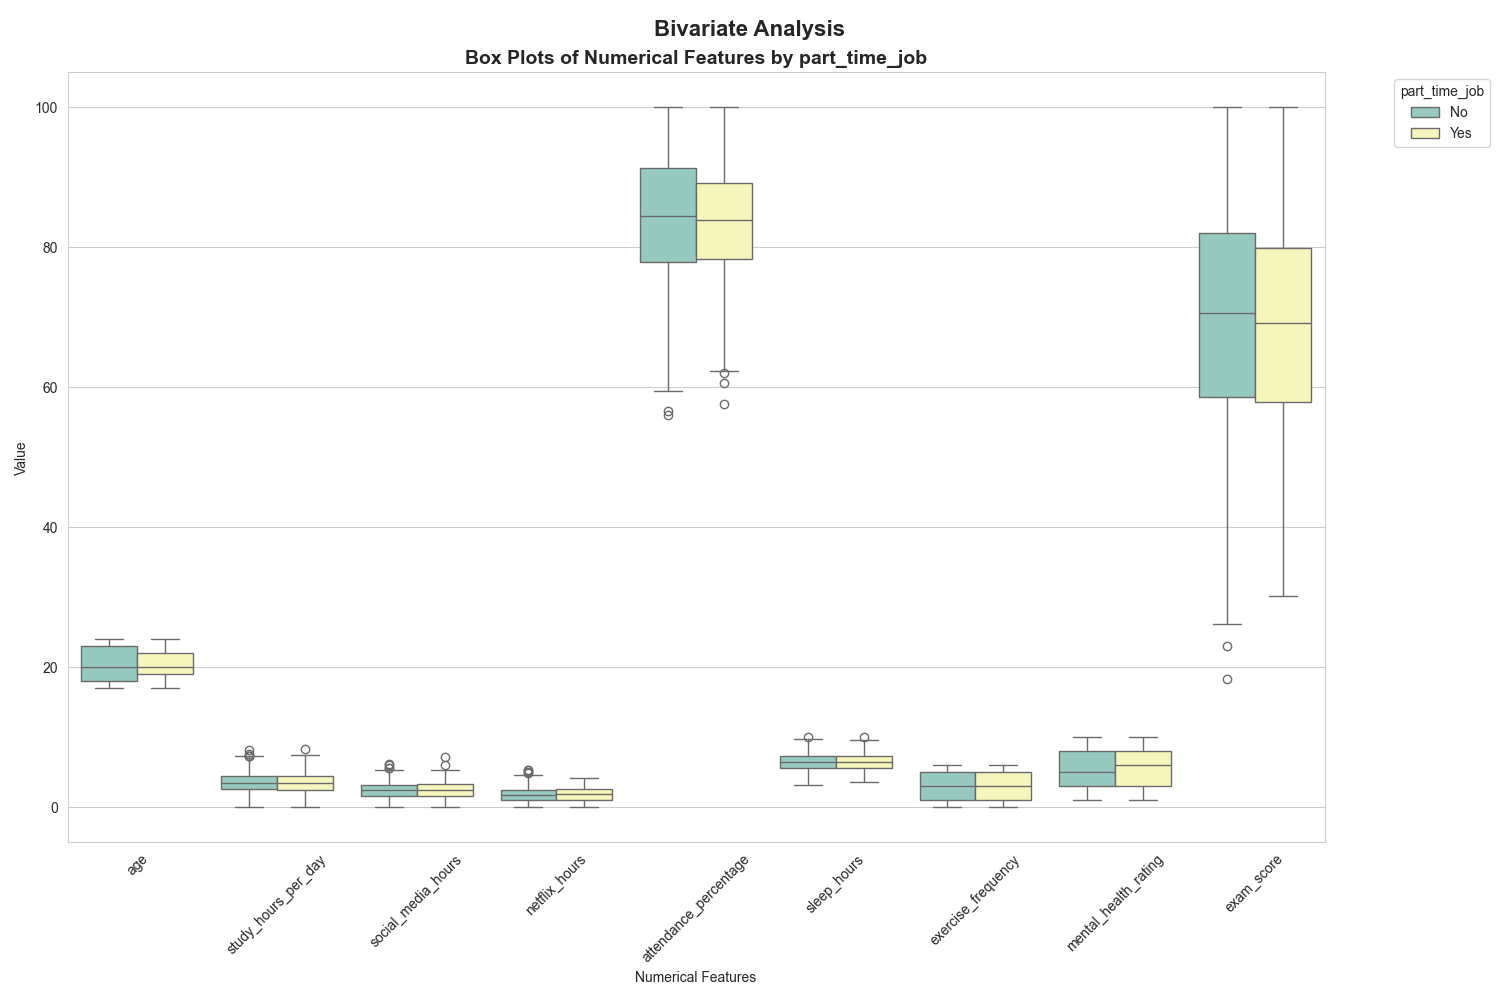 Bivariate Analysis
Box Plots of Numerical Features by part_time_job
part_time_job
No
Yes
100
80
60
40
20
0
Value
age
study_hours_per_day
social_media_hours
netflix_hours
attendance_percentage
sleep_hours
exercise_frequency
mental_health_rating
exam_score
Numerical Features